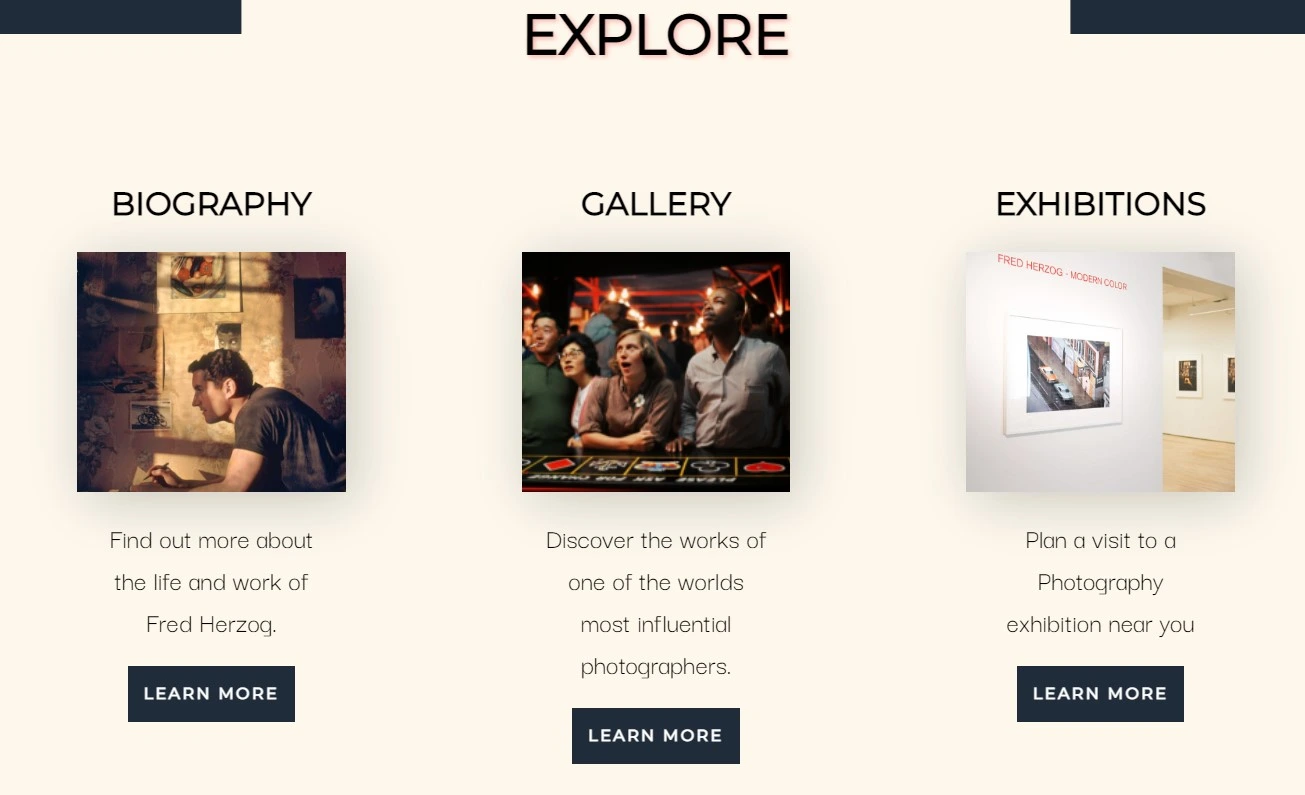 EXPLORE
BIOGRAPHY
Find out more about
the life and work of
Fred Herzog.
LEARN MORE
GALLERY
PLEASE ASK FOR CHANGE
Discover the works of
one of the worlds
most influential
photographers.
LEARN MORE
EXHIBITIONS
FRED HERZOG - MODERN COLOR
Plan a visit to a
Photography
exhibition near you
LEARN MORE